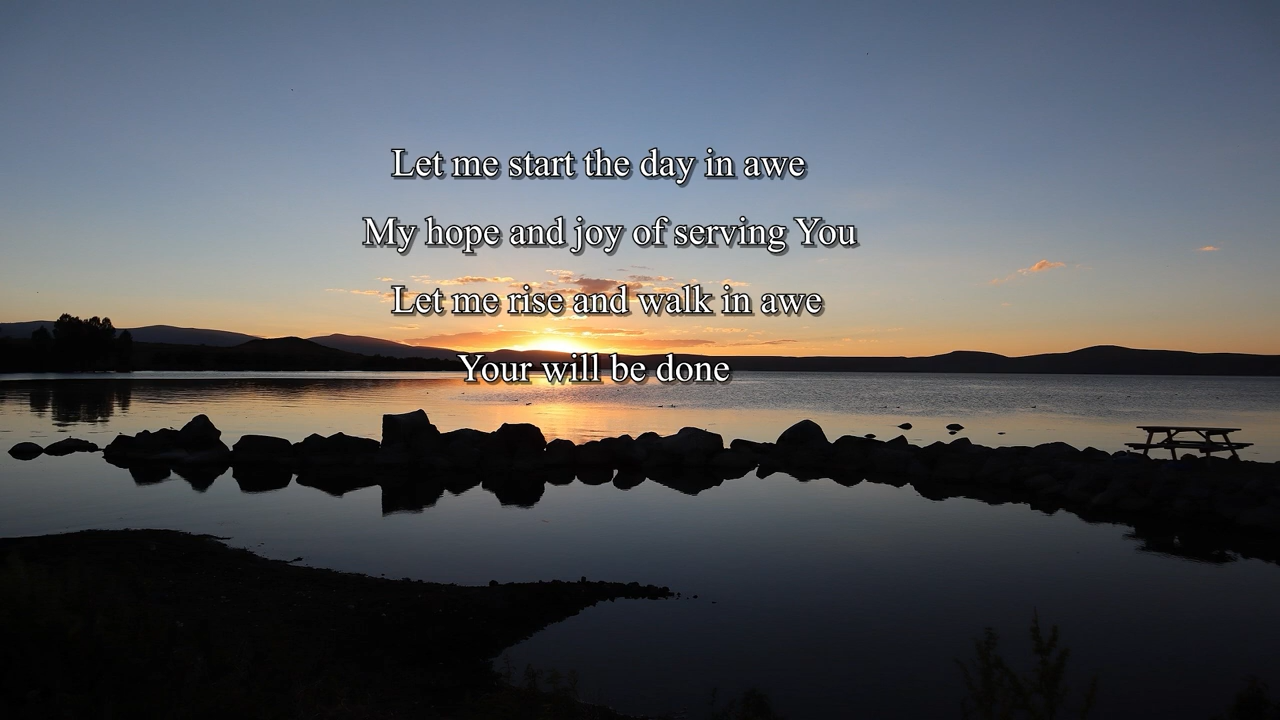 Let me start the day in awe
My hope and joy of serving You
Let me rise and walk in awe
Your will be done